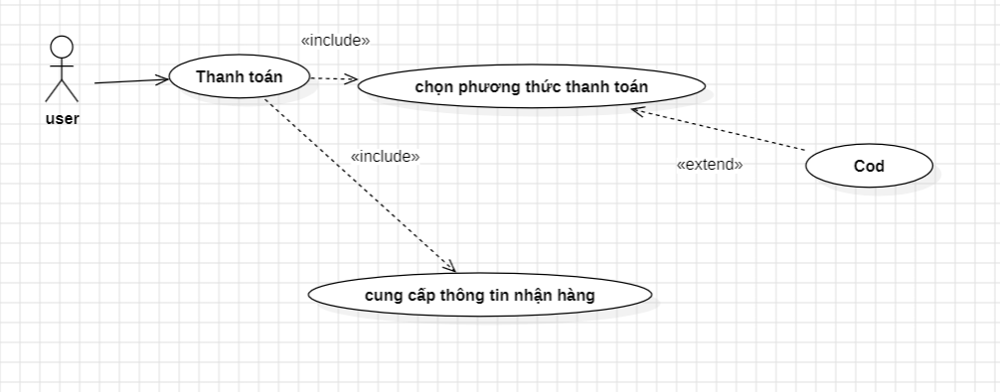 «include»
Thanh toán
chọn phương thức thanh toán
user
«include»
«extend»
Cod
cung cấp thông tin nhận hàng